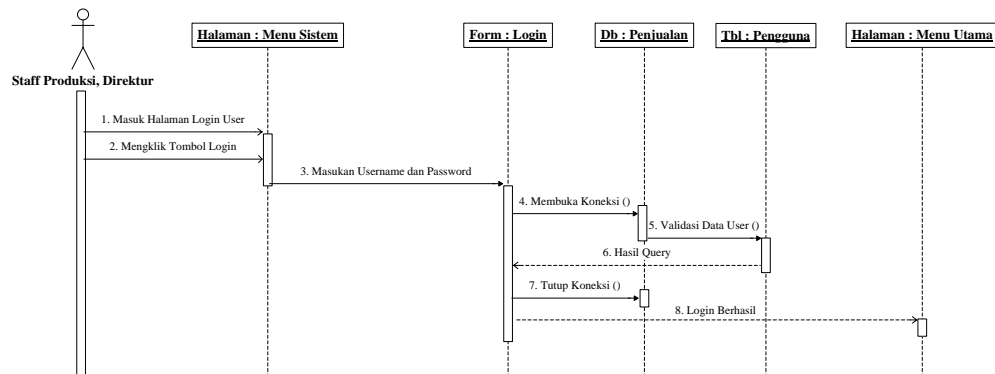 Halaman : Menu Sistem
Form : Login
Db : Penjualan
Tbl : Pengguna
Halaman : Menu Utama
Staff Produksi, Direktur
1. Masuk Halaman Login User
2. Mengklik Tombol Login
3. Masukan Username dan Password
4. Membuka Koneksi ()
5. Validasi Data User ()
6. Hasil Query
7. Tutup Koneksi ()
8. Login Berhasil